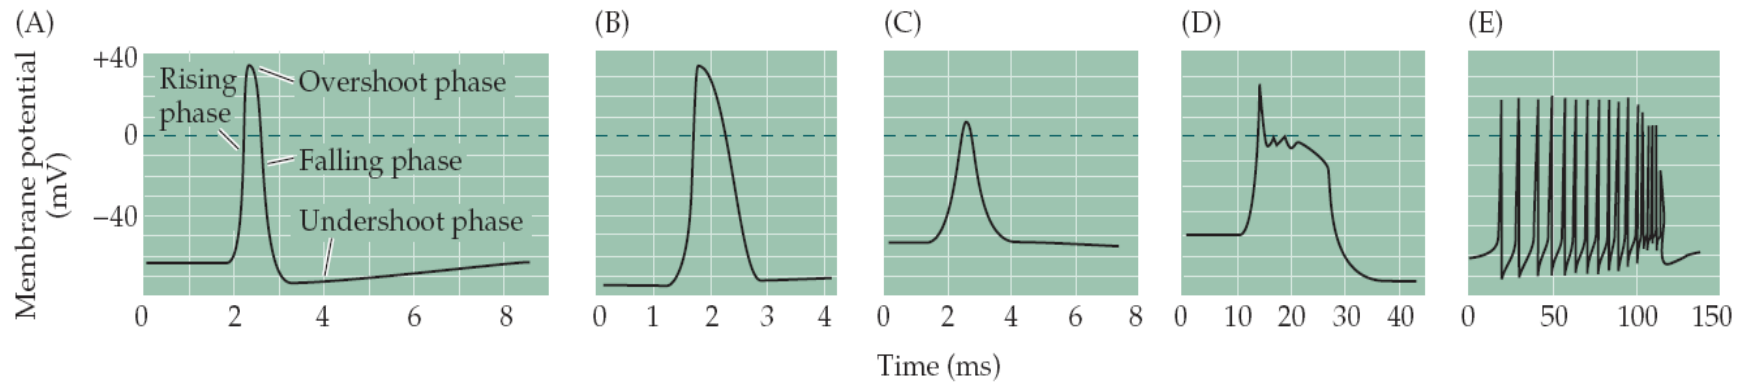 (A) (B) (C) (D) (E)
Membrane potential
(mV)
+40
0
−40
Rising
phase
Overshoot phase
Falling phase
Undershoot phase
0 2 4 6 8
0 1 2 3 4
0 2 4 6 8
0 10 20 30 40
0 50 100 150
Time (ms)